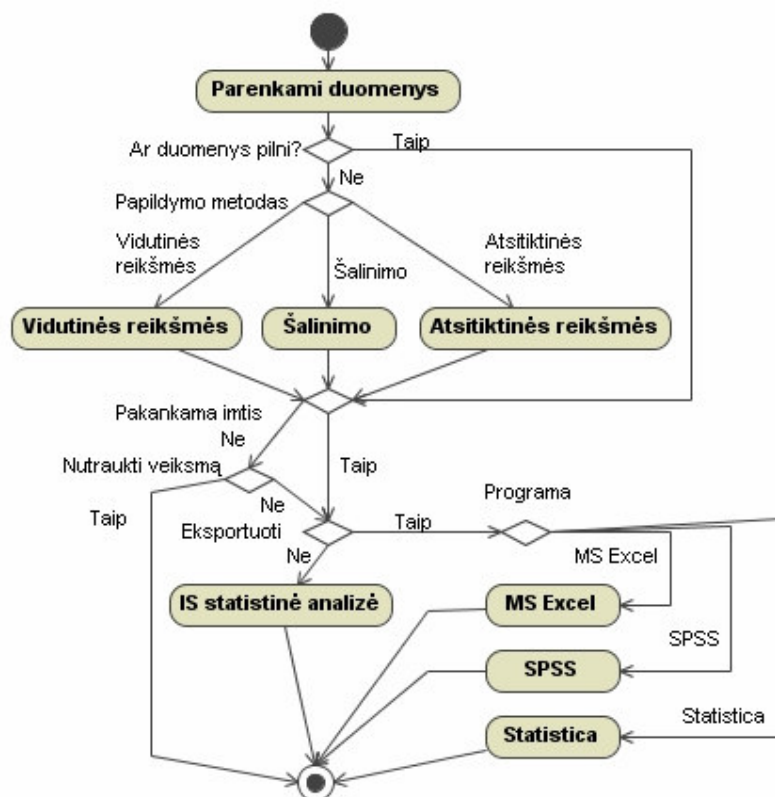 Parenkami duomenys
Ar duomenys pilni?
Taip
Ne
Papildymo metodas
Vidutinės
reikšmės
Šalinimo
Atsitiktinės
reikšmės
Vidutinės reikšmės
Šalinimo
Atsitiktinės reikšmės
Pakankama imtis
Ne
Taip
Nutraukti veiksmą
Taip
Ne
Eksportuoti
Taip
Programa
Ne
MS Excel
IS statistinė analizė
MS Excel
SPSS
SPSS
Statistica
Statistica